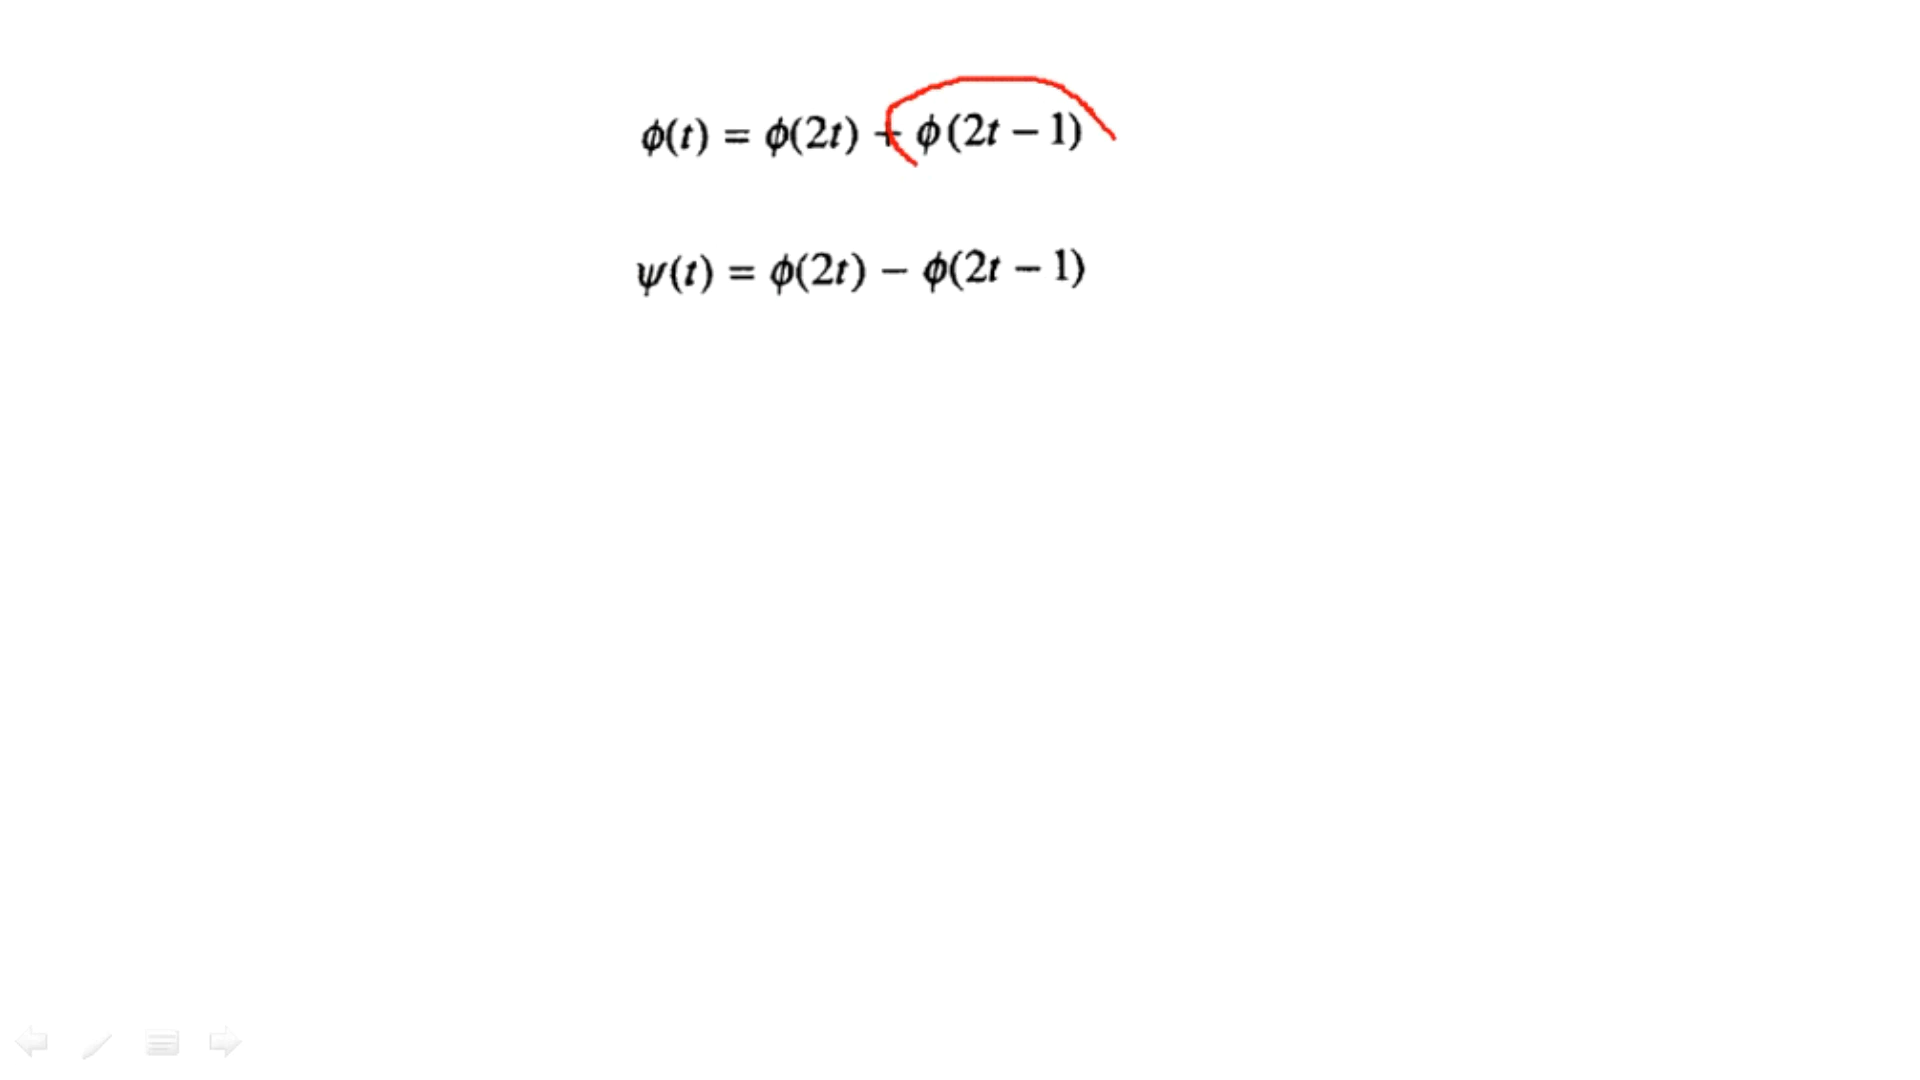 ϕ(t) = ϕ(2t) + ϕ(2t − 1)
ψ(t) = ϕ(2t) − ϕ(2t − 1)